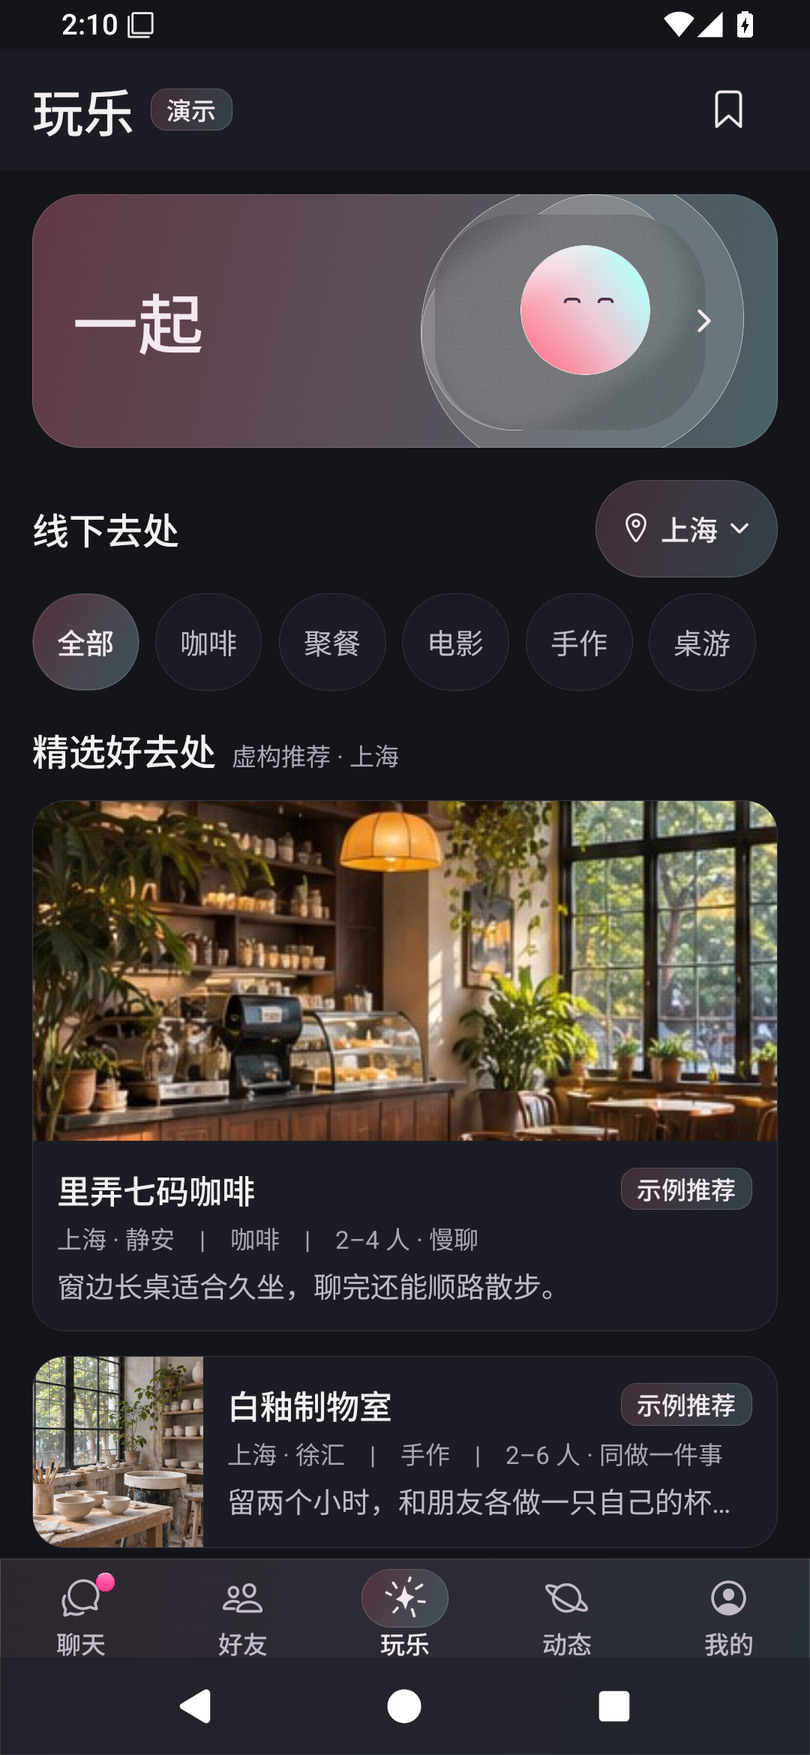 2:10
玩乐 演示
一起
线下去处 上海
全部 咖啡 聚餐 电影 手作 桌游
精选好去处 虚构推荐 · 上海
里弄七码咖啡 示例推荐
上海 · 静安 | 咖啡 | 2–4 人 · 慢聊
窗边长桌适合久坐，聊完还能顺路散步。
白釉制物室 示例推荐
上海 · 徐汇 | 手作 | 2–6 人 · 同做一件事
留两个小时，和朋友各做一只自己的杯...
聊天 好友 玩乐 动态 我的